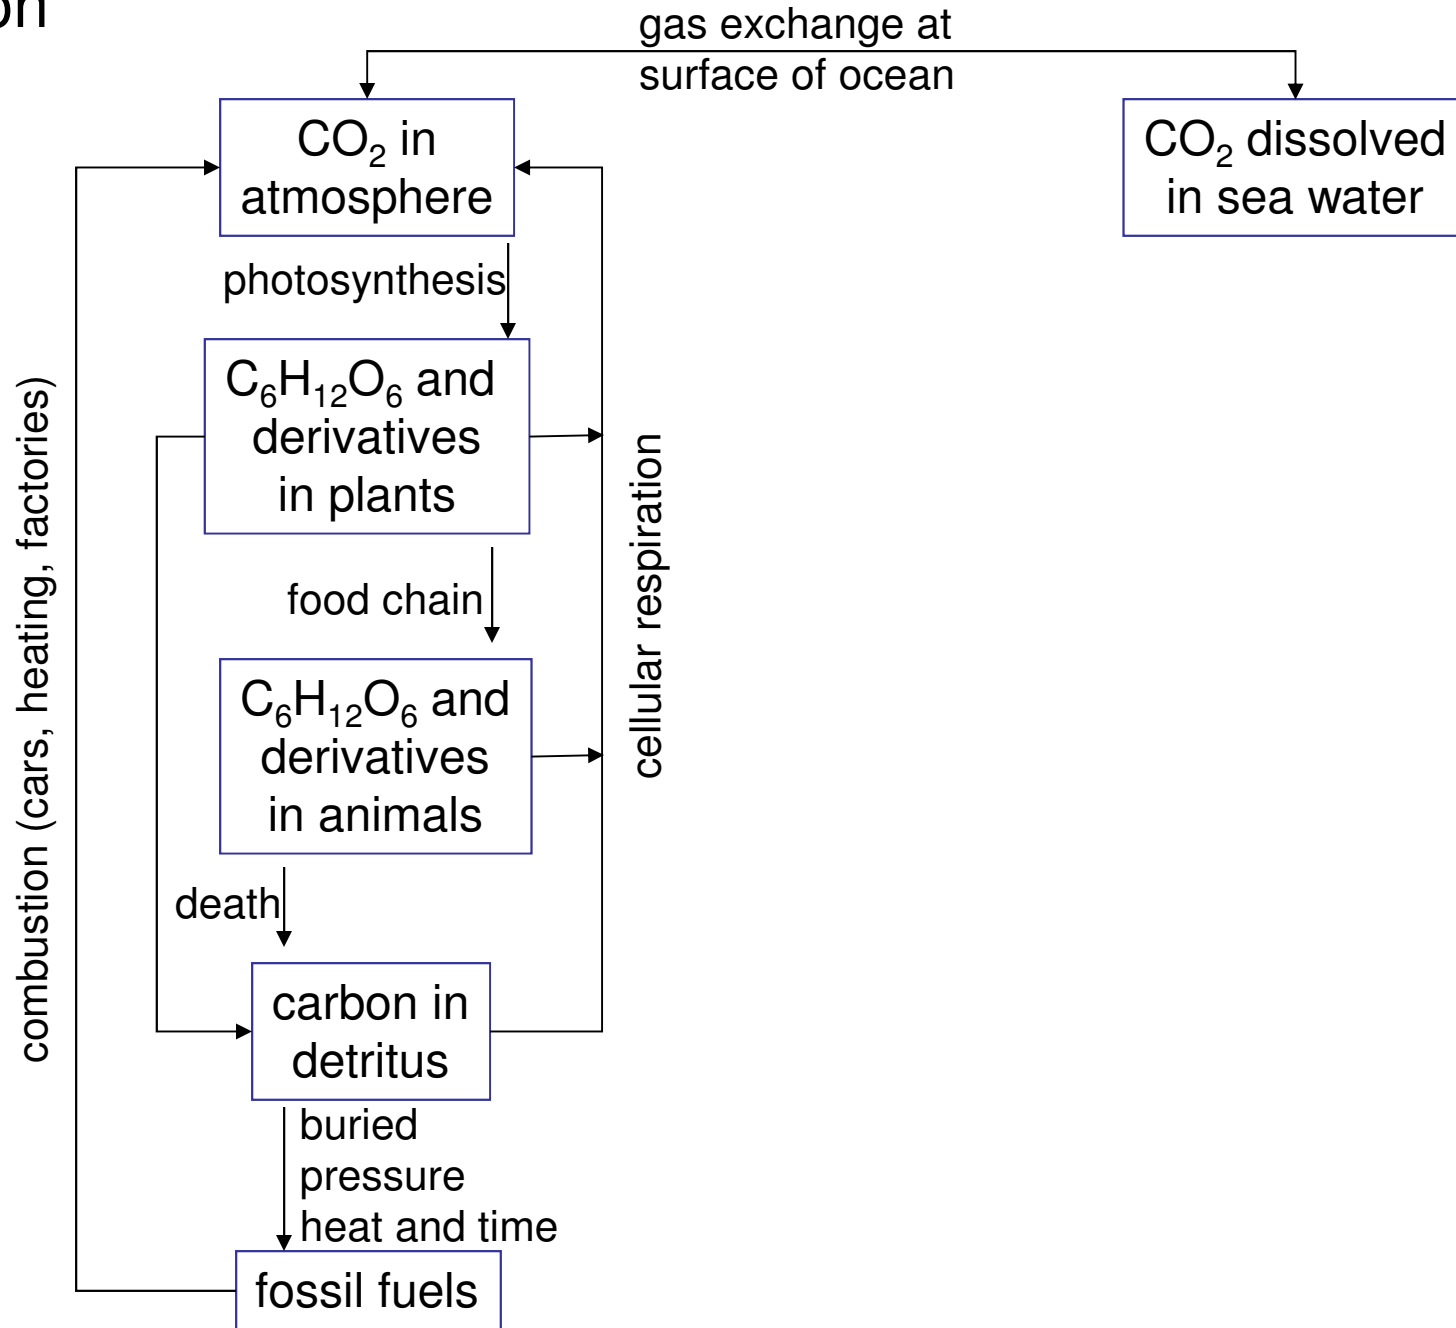 on
gas exchange at
surface of ocean
CO₂ in
atmosphere
CO₂ dissolved
in sea water
photosynthesis
C₆H₁₂O₆ and
derivatives
in plants
food chain
C₆H₁₂O₆ and
derivatives
in animals
death
carbon in
detritus
buried
pressure
heat and time
fossil fuels
combustion (cars, heating, factories)
cellular respiration